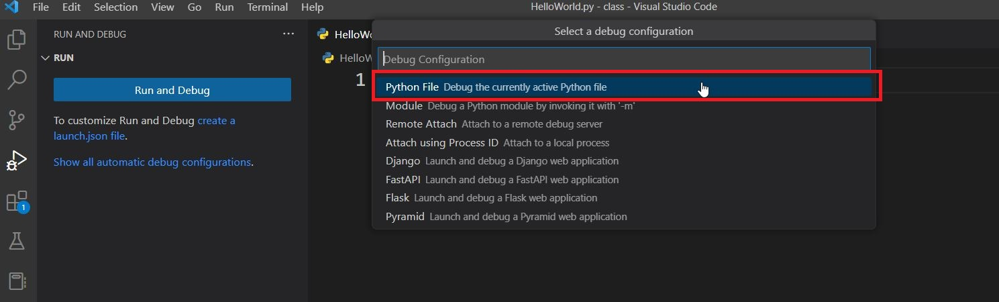 File Edit Selection View Go Run Terminal Help
HelloWorld.py - class - Visual Studio Code
RUN AND DEBUG
RUN
Run and Debug
To customize Run and Debug create a
launch.json file.
Show all automatic debug configurations.
1
1
Select a debug configuration
Debug Configuration
Python File Debug the currently active Python file
Module Debug a Python module by invoking it with '-m'
Remote Attach Attach to a remote debug server
Attach using Process ID Attach to a local process
Django Launch and debug a Django web application
FastAPI Launch and debug a FastAPI web application
Flask Launch and debug a Flask web application
Pyramid Launch and debug a Pyramid web application